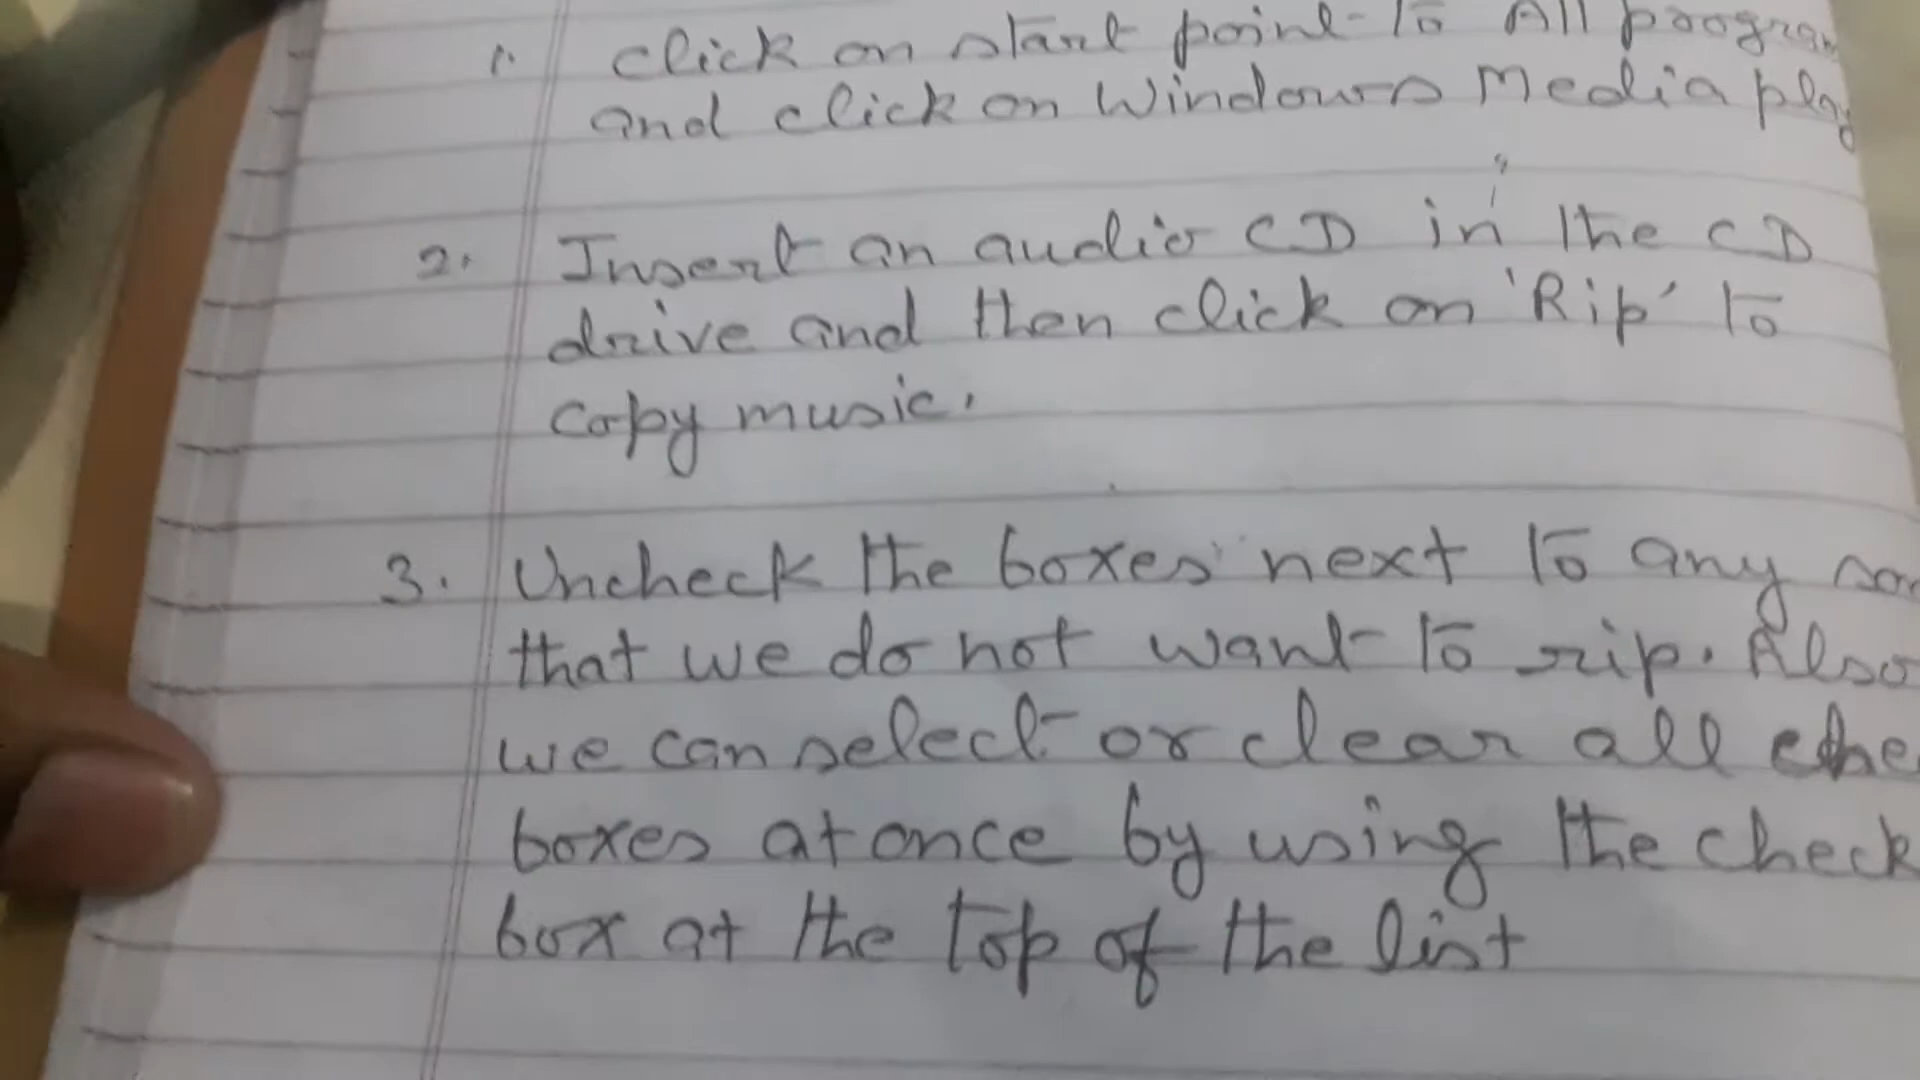 1. Click on start point to All program
and click on Windows Media play
2. Insert an audio CD in the CD
drive and then click on 'Rip' to
copy music.
3. Uncheck the boxes next to any
that we do not want to rip. Also
we can select or clear all che
boxes at once by using the check
box at the top of the list